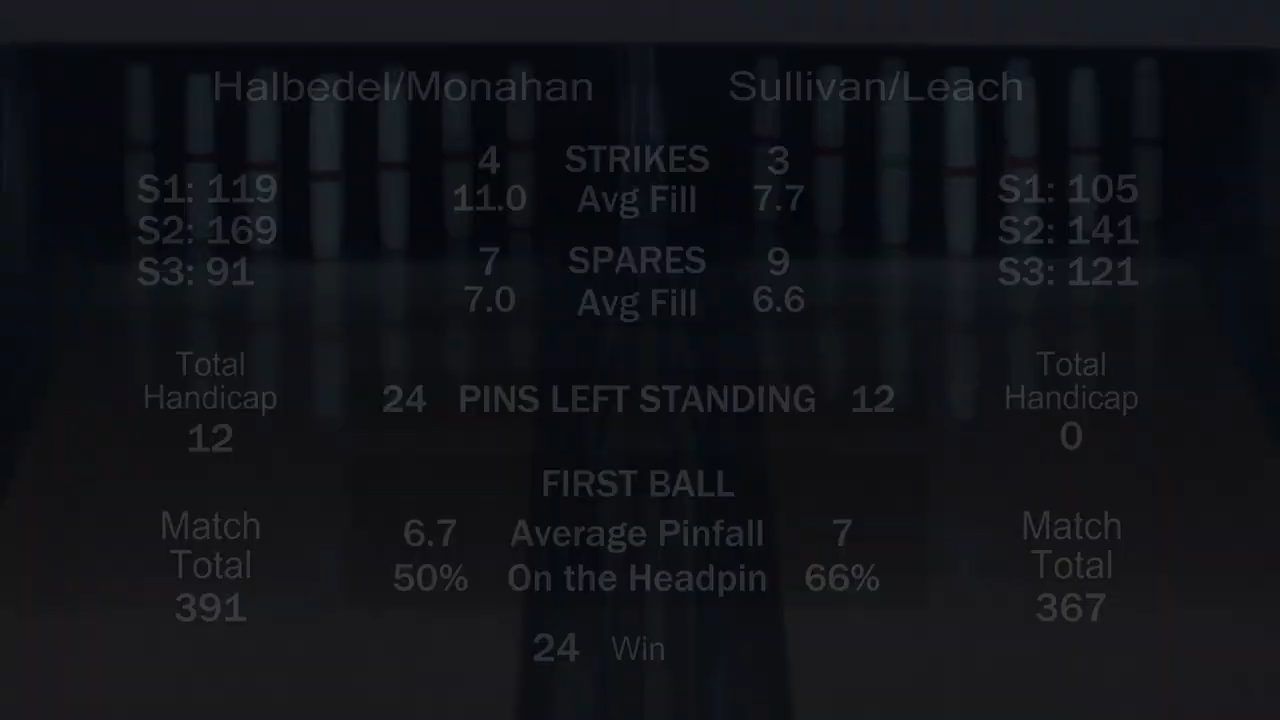 Halbedel/Monahan Sullivan/Leach
4 STRIKES 3
S1: 119 11.0 Avg Fill 7.7 S1: 105
S2: 169 S2: 141
7 SPARES 9
S3: 91 S3: 121
7.0 Avg Fill 6.6
Total Total
Handicap 24 PINS LEFT STANDING 12 Handicap
12 0
FIRST BALL
Match 6.7 Average Pinfall 7 Match
Total 50% On the Headpin 66% Total
391 367
24 Win